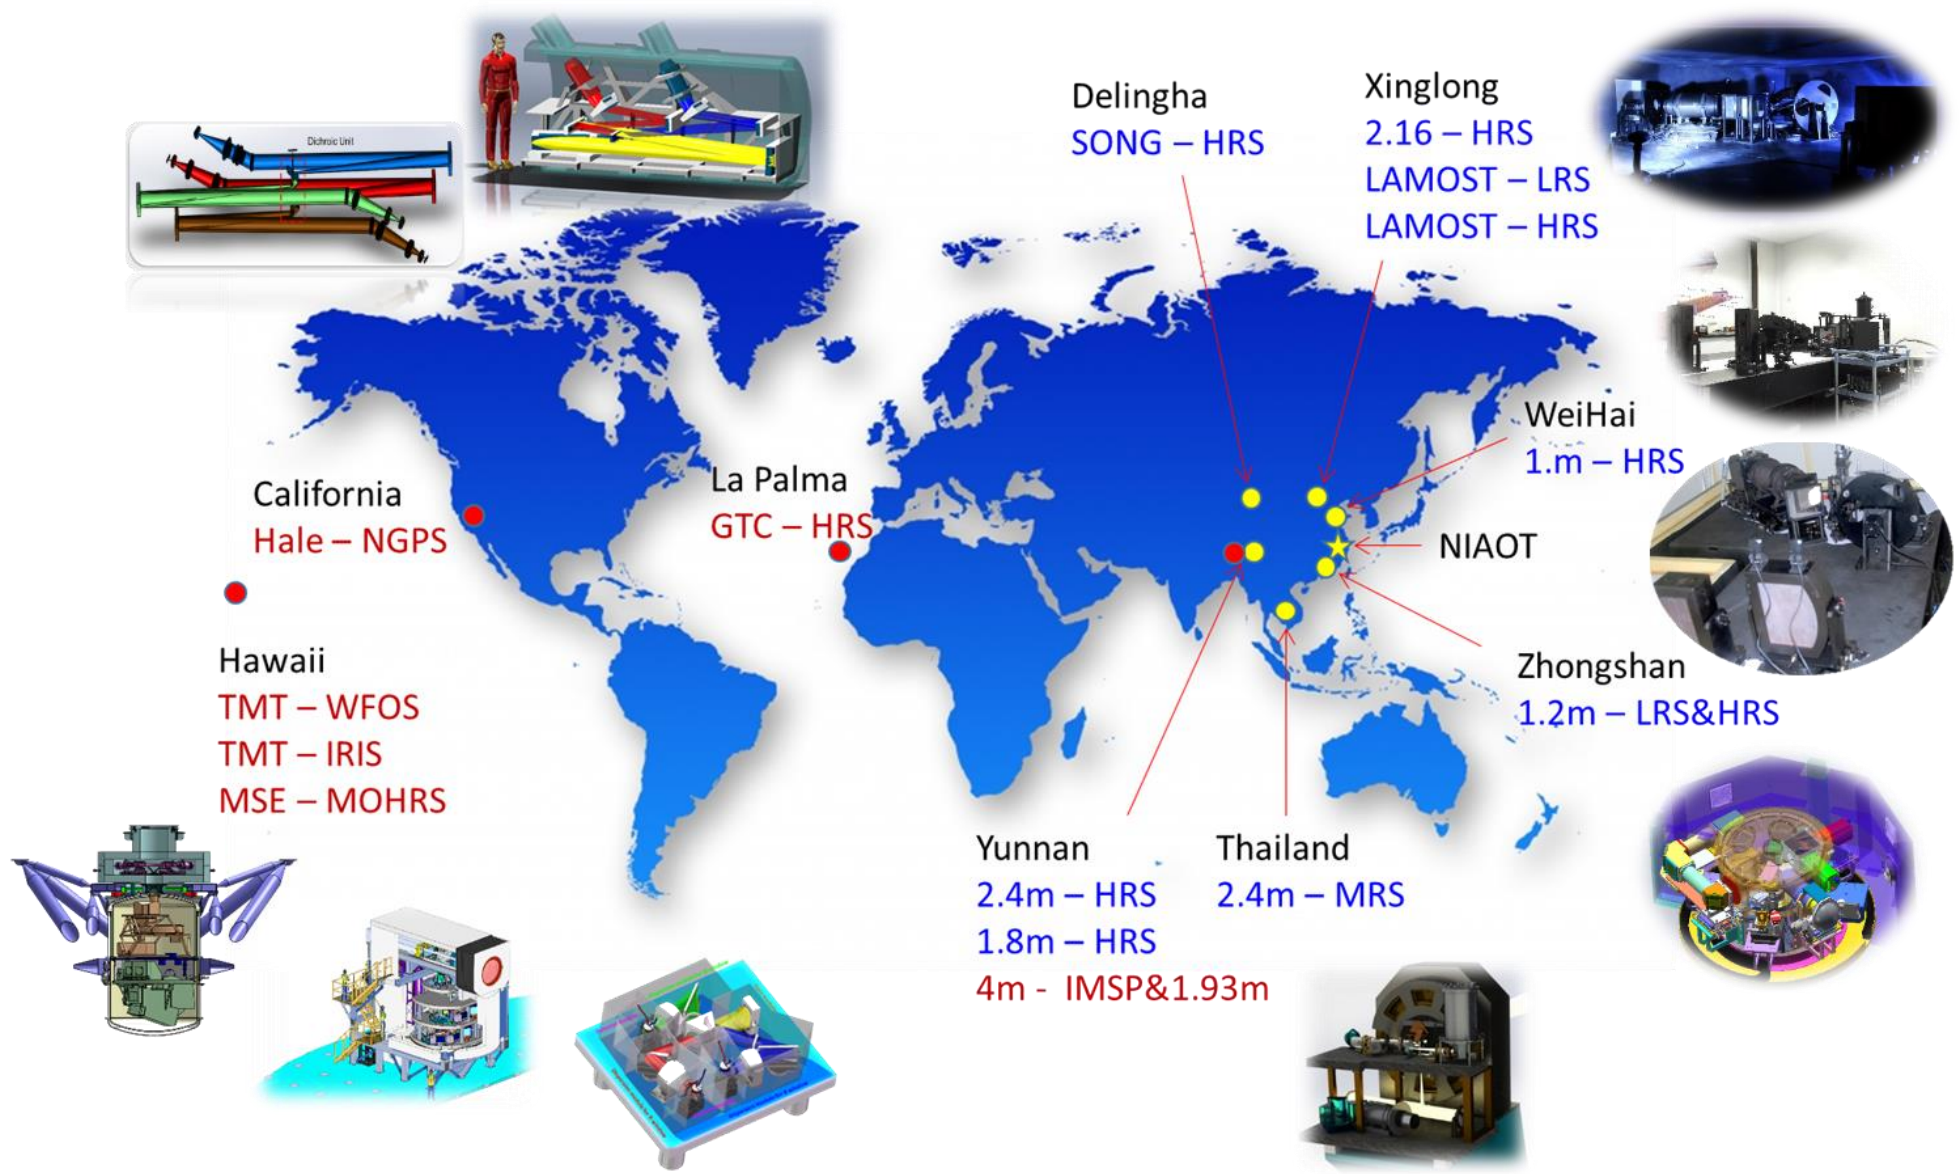 Dichroic Unit
Delingha
SONG – HRS
Xinglong
2.16 – HRS
LAMOST – LRS
LAMOST – HRS
WeiHai
1.m – HRS
California
Hale – NGPS
La Palma
GTC – HRS
NIAOT
Hawaii
TMT – WFOS
TMT – IRIS
MSE – MOHRS
Zhongshan
1.2m – LRS&HRS
Yunnan
2.4m – HRS
1.8m – HRS
4m - IMSP&1.93m
Thailand
2.4m – MRS